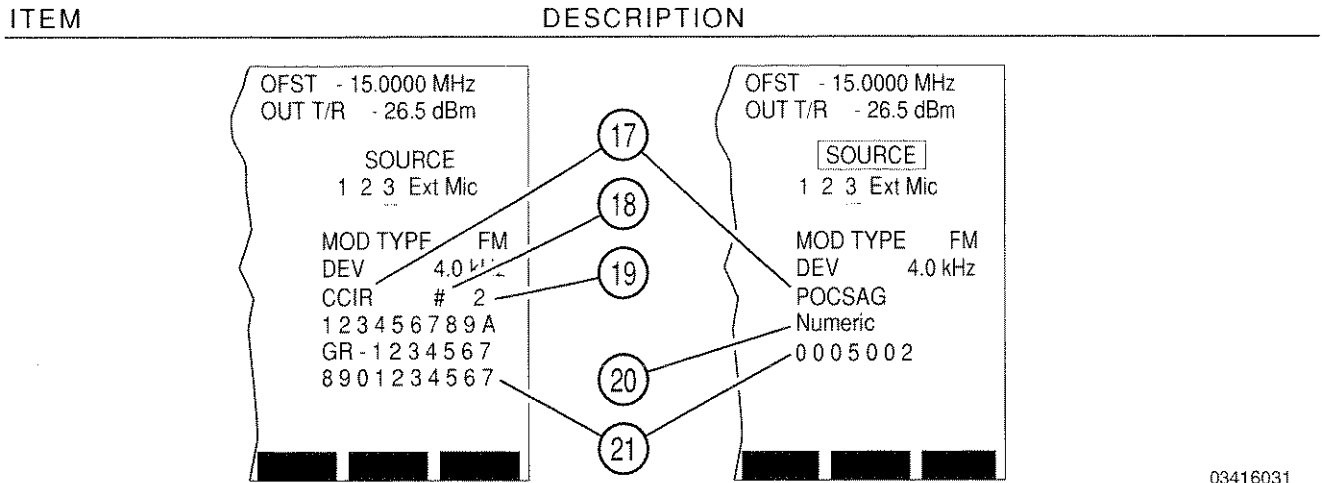 ITEM DESCRIPTION
OFST - 15.0000 MHz
OUT T/R - 26.5 dBm
SOURCE
1 2 3 Ext Mic
MOD TYPE FM
DEV 4.0 kHz
CCIR # 2
1 2 3 4 5 6 7 8 9 A
GR - 1 2 3 4 5 6 7
8 9 0 1 2 3 4 5 6 7
17
18
19
20
21
OFST - 15.0000 MHz
OUT T/R - 26.5 dBm
SOURCE
1 2 3 Ext Mic
MOD TYPE FM
DEV 4.0 kHz
POCSAG
Numeric
0 0 0 5 0 0 2
03416031